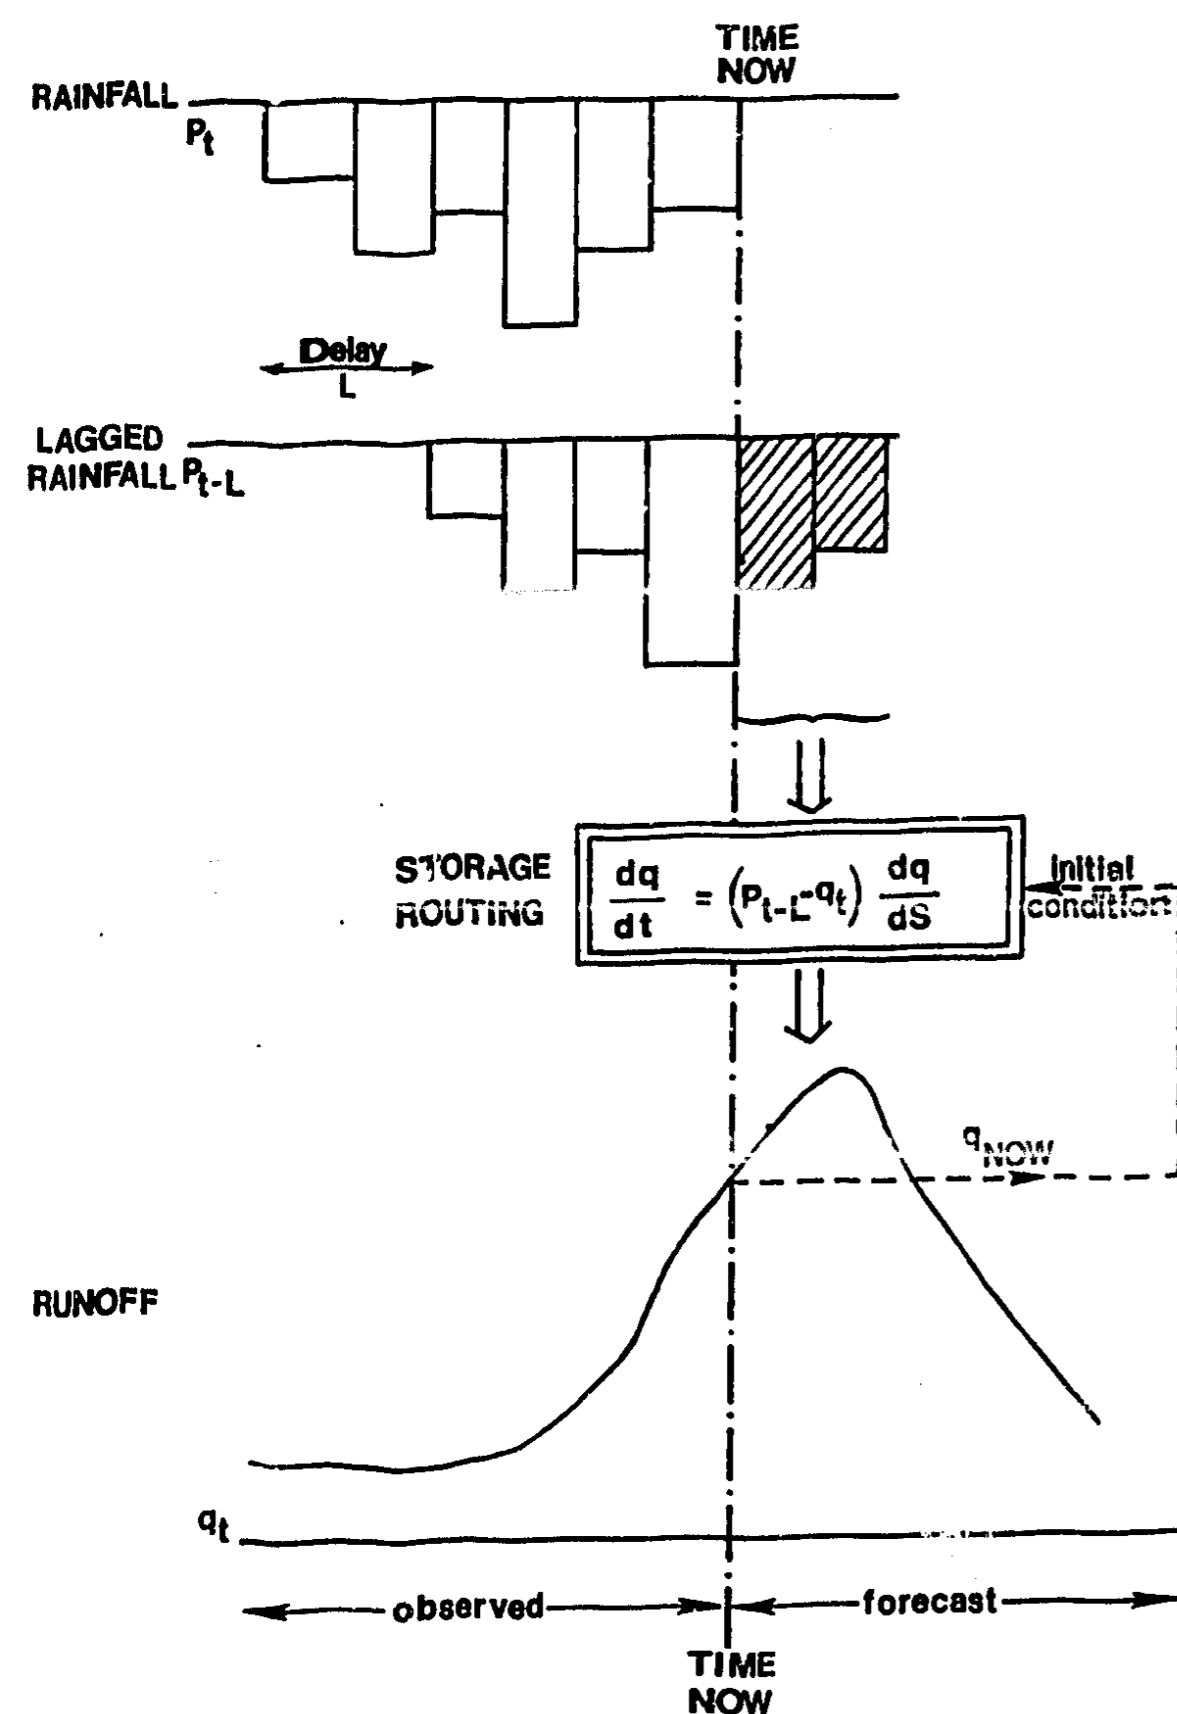 TIME
NOW
RAINFALL
Pt
Delay
L
LAGGED
RAINFALL Pt-L
STORAGE
ROUTING
dq/dt = (Pt-L-qt) dq/dS
initial
condition
qNOW
RUNOFF
qt
observed
forecast
TIME
NOW